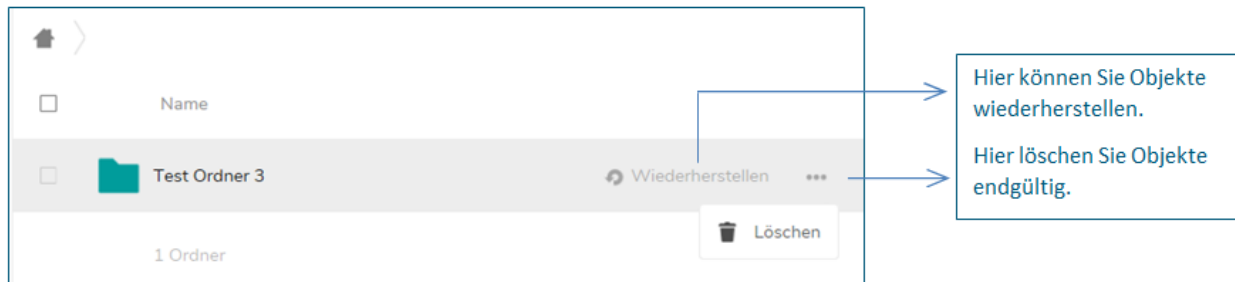 Name
Test Ordner 3
Wiederherstellen
Löschen
1 Ordner
Hier können Sie Objekte
wiederherstellen.
Hier löschen Sie Objekte
endgültig.